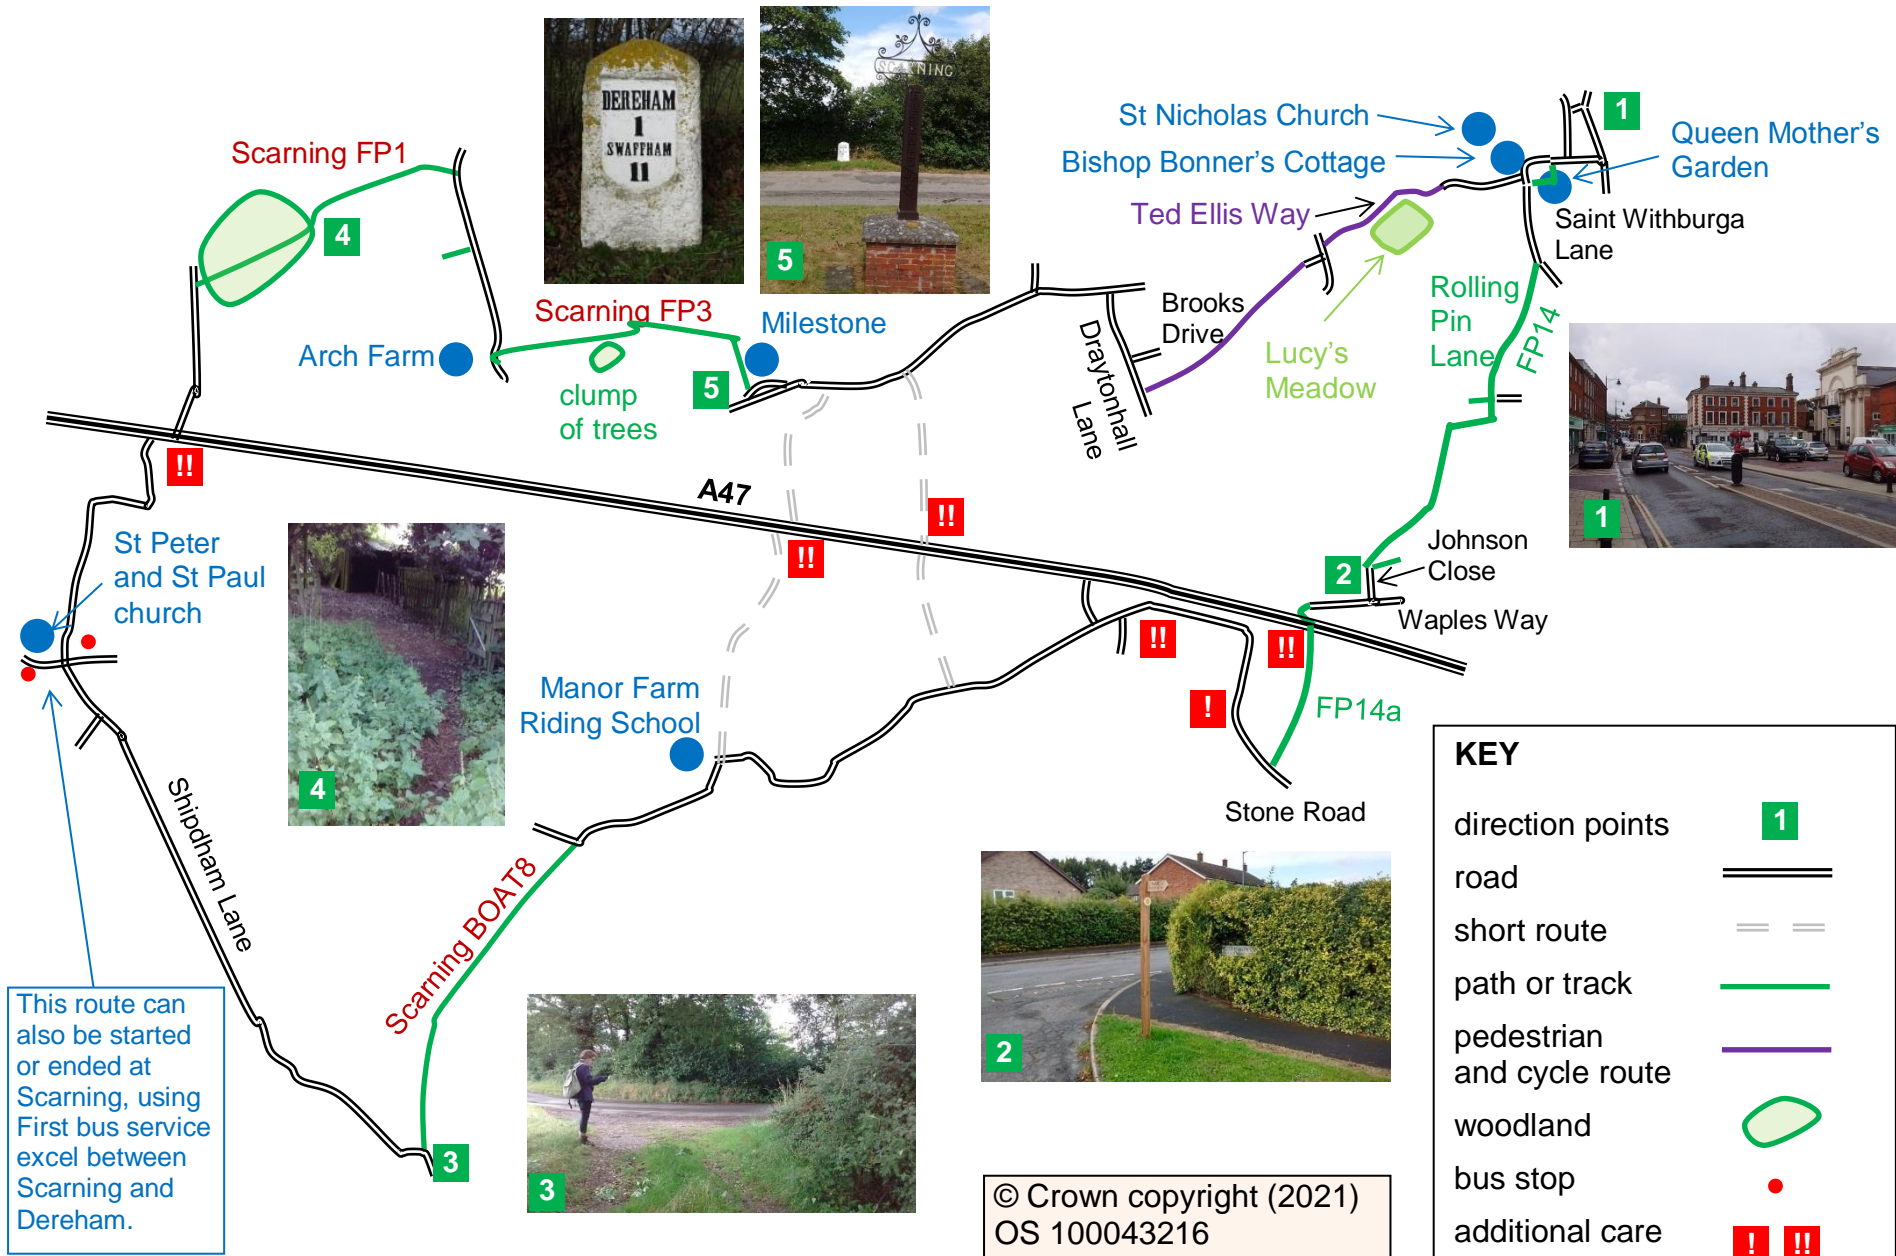 DEREHAM
1
SWAFFHAM
11
SCARNING
5
St Nicholas Church
Bishop Bonner's Cottage
1
Queen Mother's
Garden
Scarning FP1
4
Ted Ellis Way
Saint Withburga
Lane
Scarning FP3
Milestone
Arch Farm
clump
of trees
5
Brooks
Drive
Draytonhall
Lane
Lucy's
Meadow
Rolling
Pin
Lane
FP14
1
A47
!!
!!
!!
St Peter
and St Paul
church
4
2
Johnson
Close
Waples Way
!!
!!
!
FP14a
Manor Farm
Riding School
Stone Road
Shipdham Lane
Scarning BOAT8
3
3
2
This route can
also be started
or ended at
Scarning, using
First bus service
excel between
Scarning and
Dereham.
KEY
direction points 1
road
short route
path or track
pedestrian
and cycle route
woodland
bus stop
additional care ! !!
© Crown copyright (2021)
OS 100043216